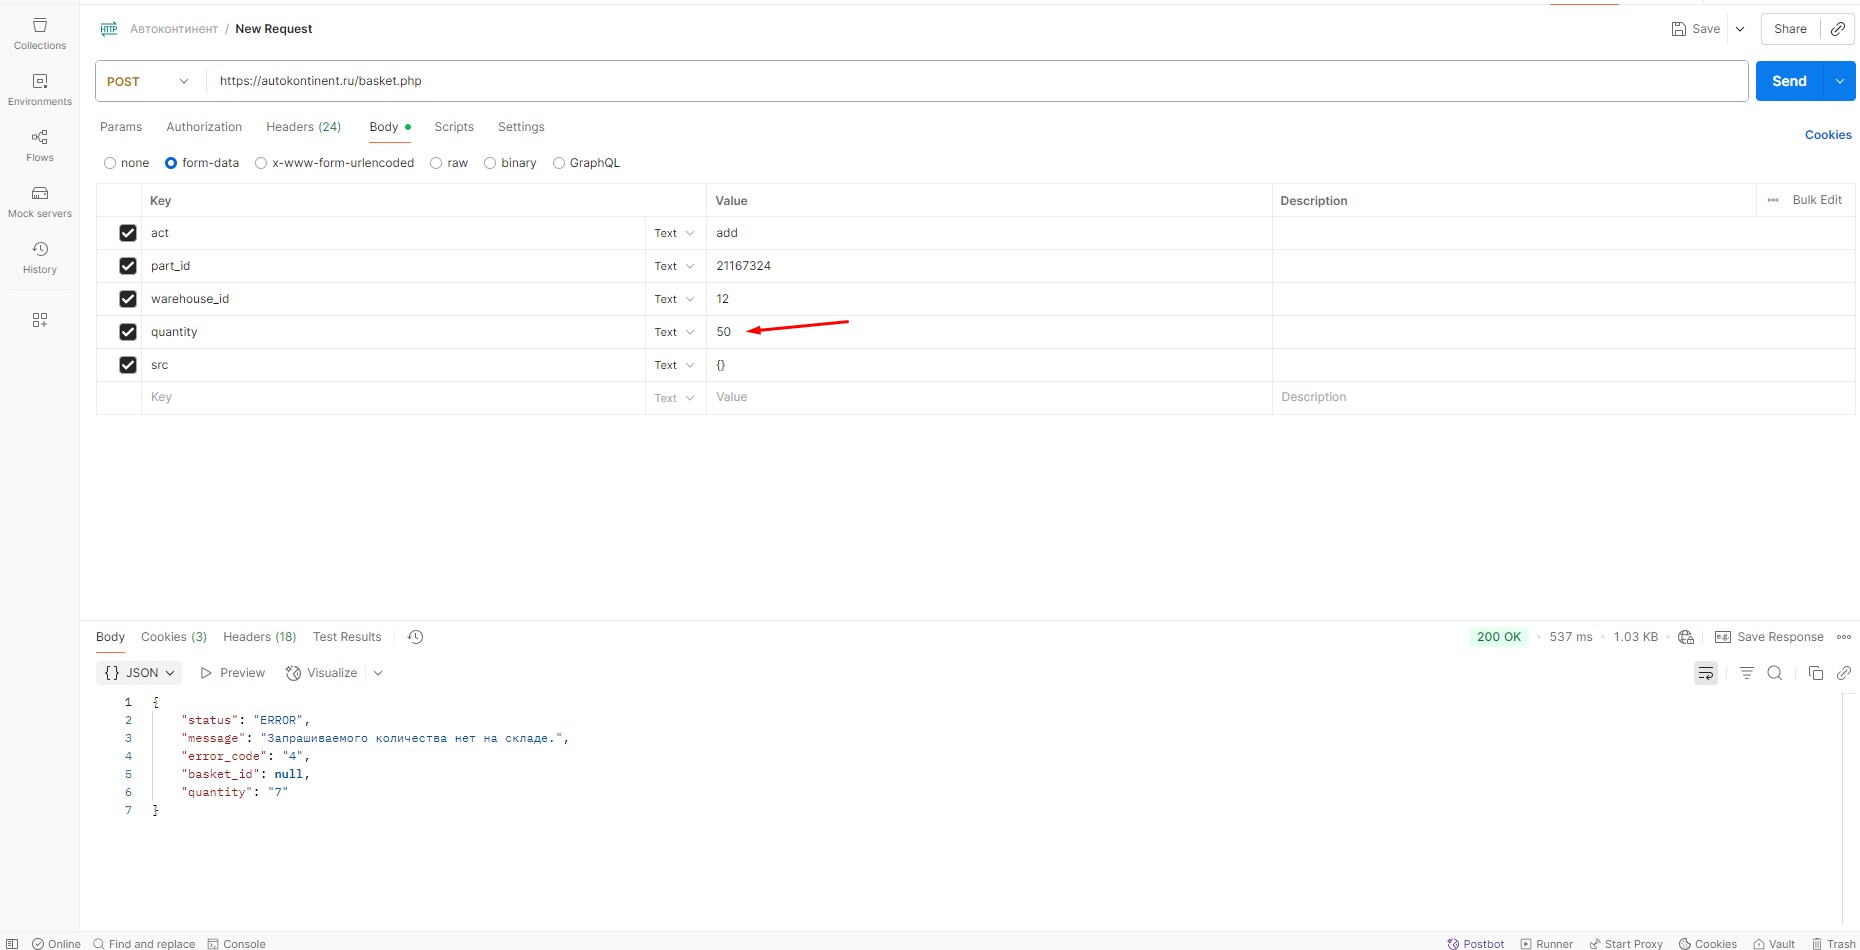 Collections
Environments
Flows
Mock servers
History
HTTP Автоконтинент / New Request
Save
Share
POST https://autokontinent.ru/basket.php
Send
Params Authorization Headers (24) Body Scripts Settings
Cookies
none form-data x-www-form-urlencoded raw binary GraphQL
Key Value Description Bulk Edit
act Text add
part_id Text 21167324
warehouse_id Text 12
quantity Text 50
src Text {}
Key Text Value Description
Body Cookies (3) Headers (18) Test Results
200 OK • 537 ms • 1.03 KB • e.g. Save Response
{} JSON Preview Visualize
1 {
2 "status": "ERROR",
3 "message": "Запрашиваемого количества нет на складе.",
4 "error_code": "4",
5 "basket_id": null,
6 "quantity": "7"
7 }
Online Find and replace Console
Postbot Runner Start Proxy Cookies Vault Trash